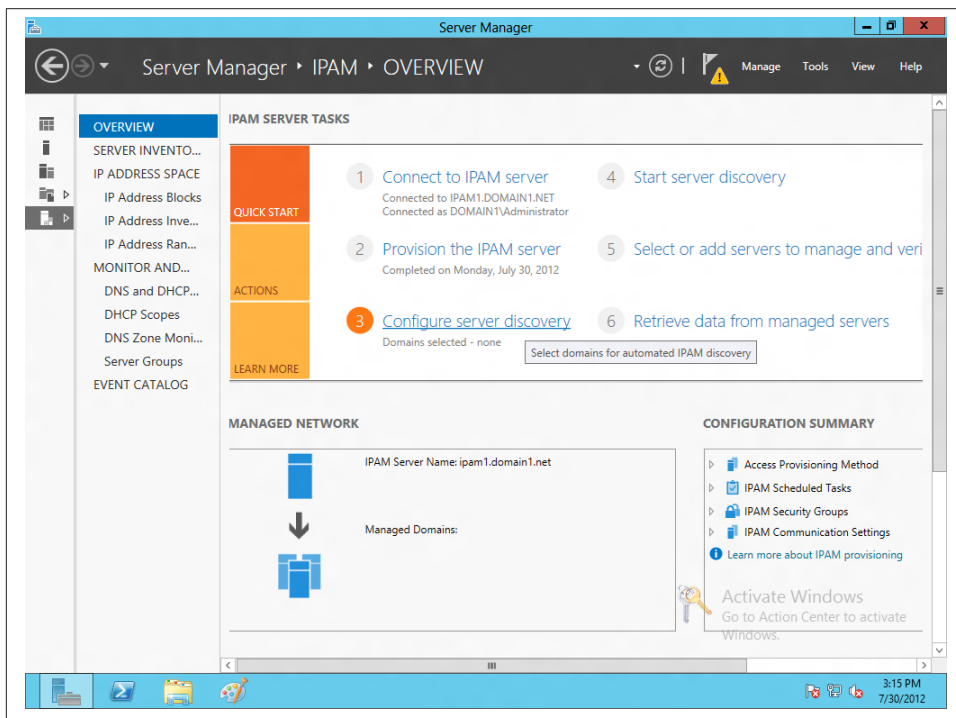 Server Manager
Server Manager ‣ IPAM ‣ OVERVIEW
Manage Tools View Help
OVERVIEW
SERVER INVENTO...
IP ADDRESS SPACE
IP Address Blocks
IP Address Inve...
IP Address Ran...
MONITOR AND...
DNS and DHCP...
DHCP Scopes
DNS Zone Moni...
Server Groups
EVENT CATALOG
IPAM SERVER TASKS
QUICK START
ACTIONS
LEARN MORE
1 Connect to IPAM server
Connected to IPAM1.DOMAIN1.NET
Connected as DOMAIN1\Administrator
2 Provision the IPAM server
Completed on Monday, July 30, 2012
3 Configure server discovery
Domains selected - none
4 Start server discovery
5 Select or add servers to manage and veri
6 Retrieve data from managed servers
Select domains for automated IPAM discovery
MANAGED NETWORK
IPAM Server Name: ipam1.domain1.net
Managed Domains:
CONFIGURATION SUMMARY
Access Provisioning Method
IPAM Scheduled Tasks
IPAM Security Groups
IPAM Communication Settings
Learn more about IPAM provisioning
Activate Windows
Go to Action Center to activate
Windows.
3:15 PM
7/30/2012